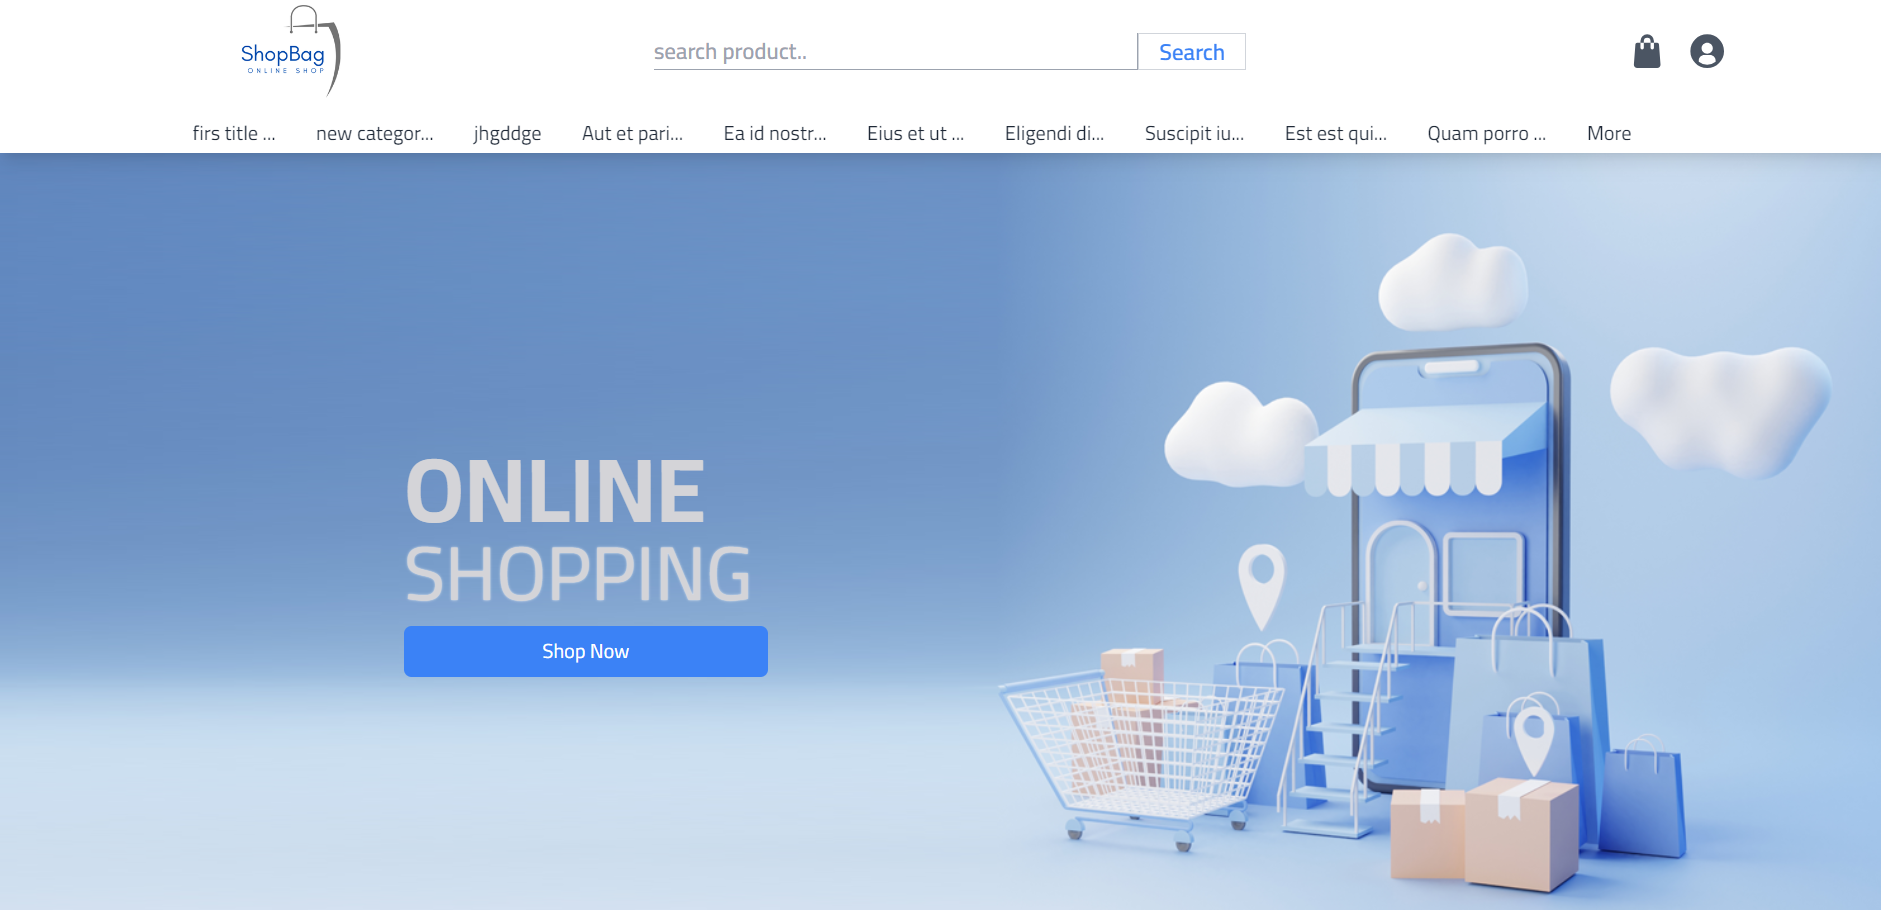 ShopBag
ONLINE SHOP
search product..
Search
firs title ...
new categor...
jhgddge
Aut et pari...
Ea id nostr...
Eius et ut ...
Eligendi di...
Suscipit iu...
Est est qui...
Quam porro ...
More
ONLINE
SHOPPING
Shop Now